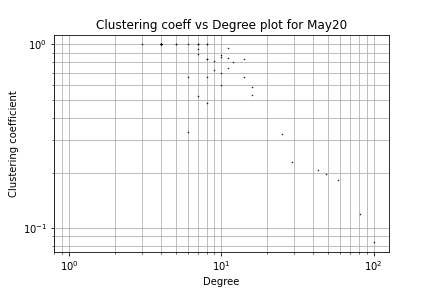 Clustering coeff vs Degree plot for May20
Clustering coefficient
10⁰
10⁻¹
10⁰
10¹
10²
Degree